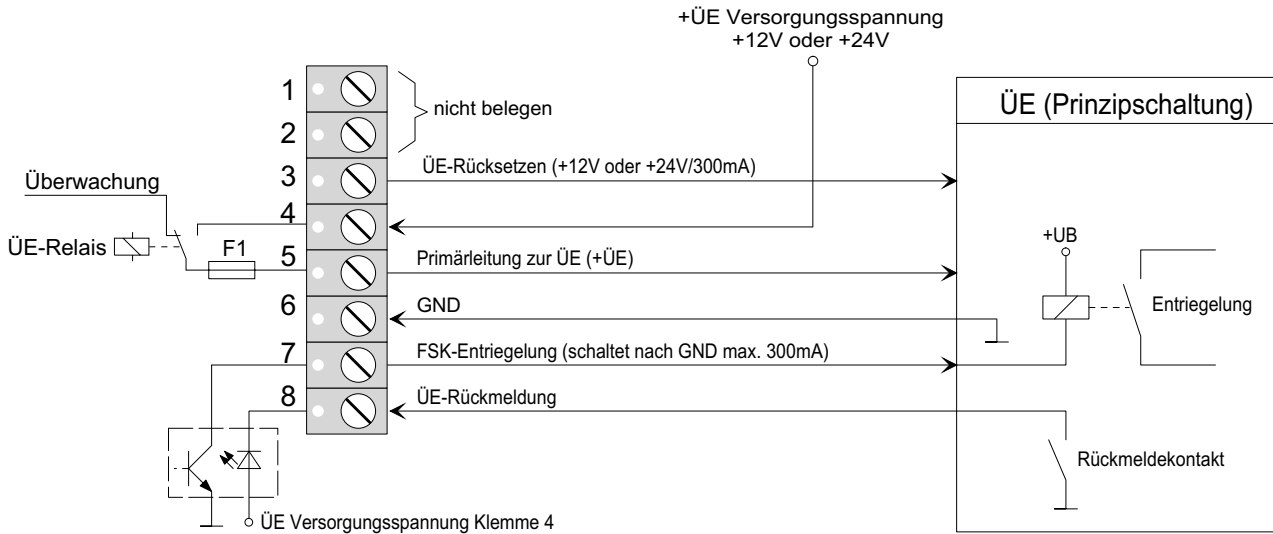 +ÜE Versorgungsspannung
+12V oder +24V
ÜE (Prinzipschaltung)
1
2
nicht belegen
3
ÜE-Rücksetzen (+12V oder +24V/300mA)
Überwachung
4
ÜE-Relais
F1
5
Primärleitung zur ÜE (+ÜE)
+UB
6
GND
Entriegelung
7
FSK-Entriegelung (schaltet nach GND max. 300mA)
8
ÜE-Rückmeldung
Rückmeldekontakt
ÜE Versorgungsspannung Klemme 4